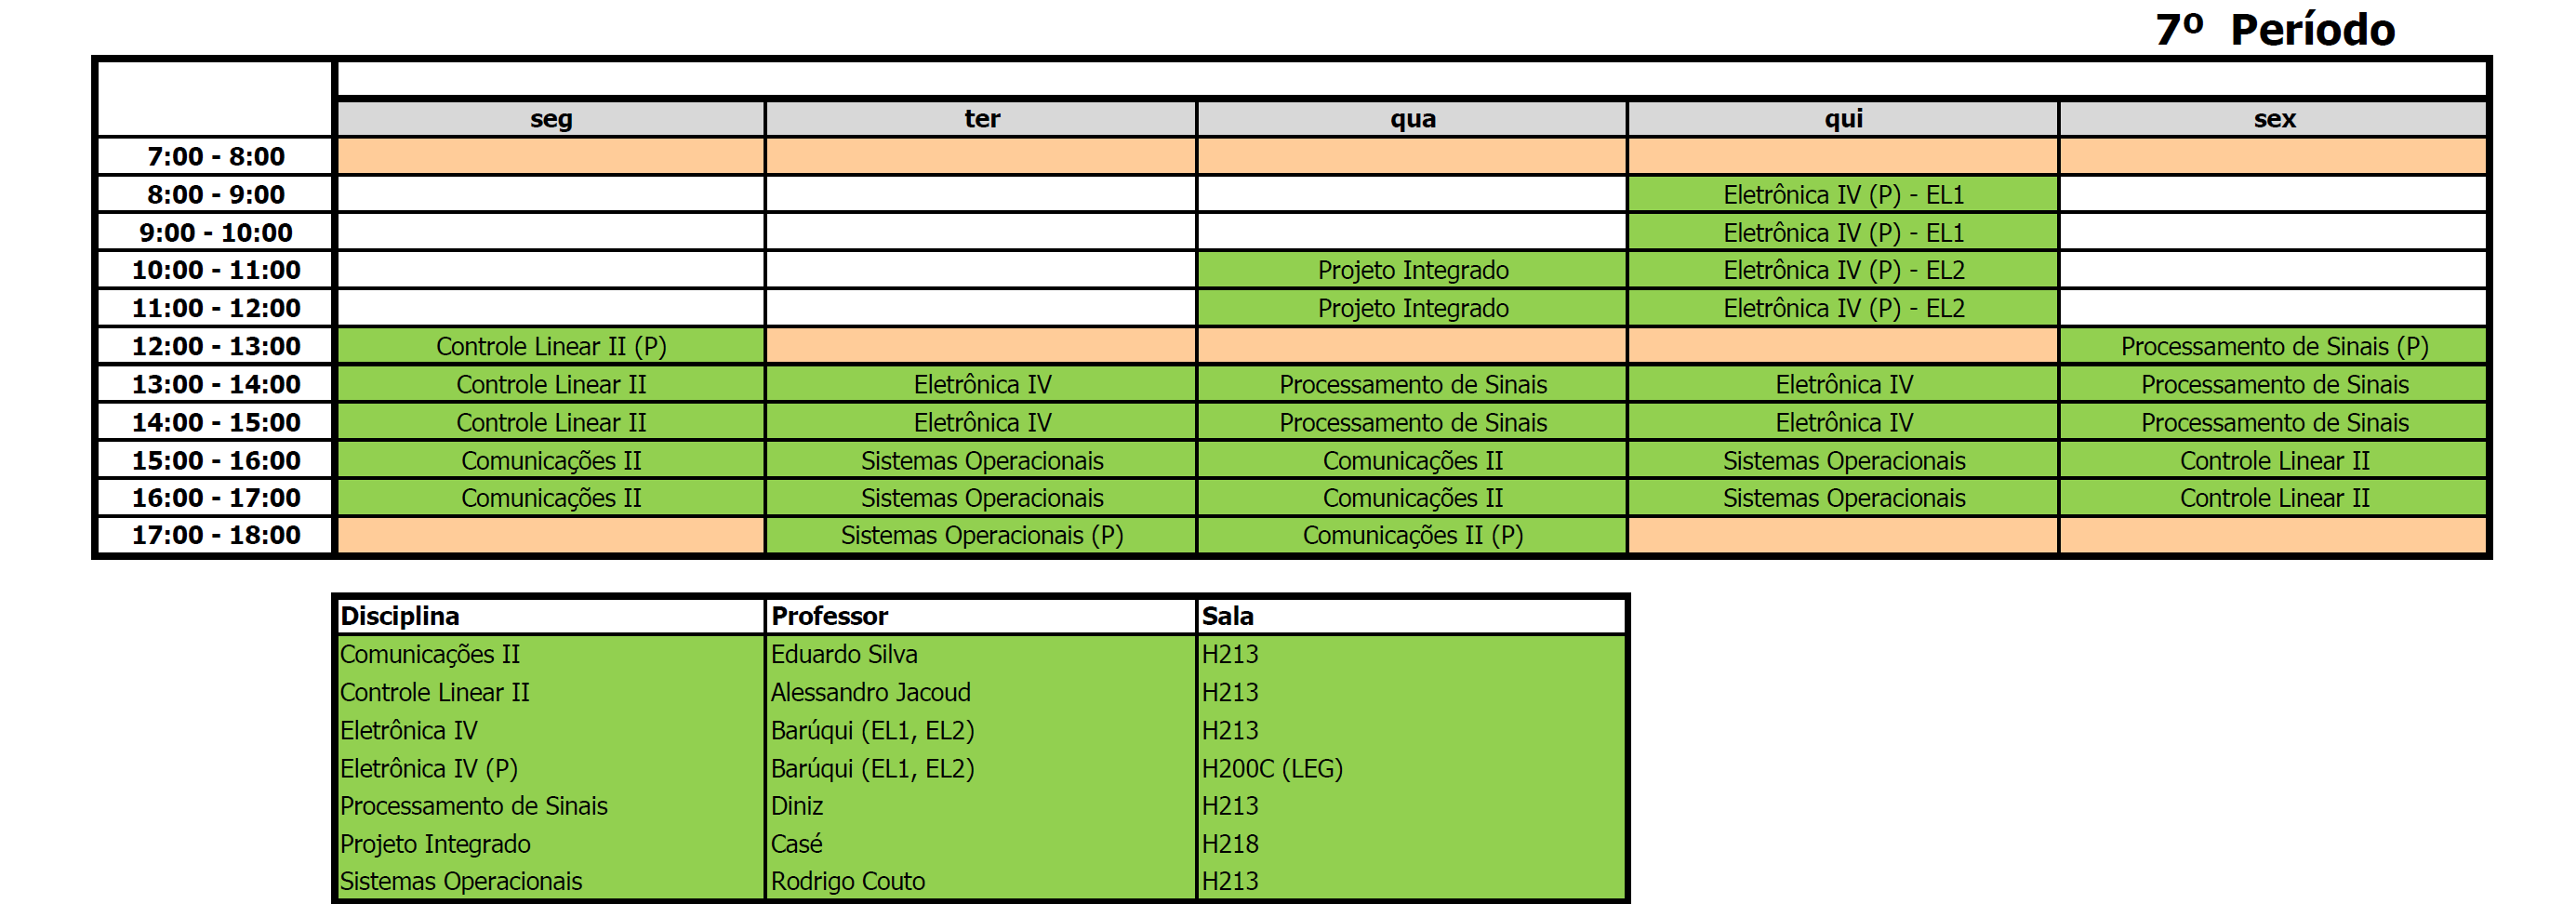 7º Período
seg ter qua qui sex
7:00 - 8:00
8:00 - 9:00 Eletrônica IV (P) - EL1
9:00 - 10:00 Eletrônica IV (P) - EL1
10:00 - 11:00 Projeto Integrado Eletrônica IV (P) - EL2
11:00 - 12:00 Projeto Integrado Eletrônica IV (P) - EL2
12:00 - 13:00 Controle Linear II (P) Processamento de Sinais (P)
13:00 - 14:00 Controle Linear II Eletrônica IV Processamento de Sinais Eletrônica IV Processamento de Sinais
14:00 - 15:00 Controle Linear II Eletrônica IV Processamento de Sinais Eletrônica IV Processamento de Sinais
15:00 - 16:00 Comunicações II Sistemas Operacionais Comunicações II Sistemas Operacionais Controle Linear II
16:00 - 17:00 Comunicações II Sistemas Operacionais Comunicações II Sistemas Operacionais Controle Linear II
17:00 - 18:00 Sistemas Operacionais (P) Comunicações II (P)
Disciplina Professor Sala
Comunicações II Eduardo Silva H213
Controle Linear II Alessandro Jacoud H213
Eletrônica IV Barúqui (EL1, EL2) H213
Eletrônica IV (P) Barúqui (EL1, EL2) H200C (LEG)
Processamento de Sinais Diniz H213
Projeto Integrado Casé H218
Sistemas Operacionais Rodrigo Couto H213